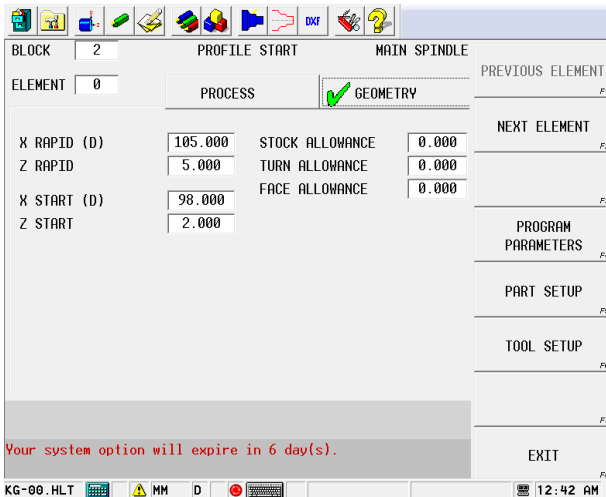 DXF
BLOCK 2 PROFILE START MAIN SPINDLE
ELEMENT 0
PROCESS GEOMETRY
X RAPID (D) 105.000 STOCK ALLOWANCE 0.000
Z RAPID 5.000 TURN ALLOWANCE 0.000
FACE ALLOWANCE 0.000
X START (D) 98.000
Z START 2.000
PREVIOUS ELEMENT
NEXT ELEMENT
PROGRAM
PARAMETERS
PART SETUP
TOOL SETUP
EXIT
Your system option will expire in 6 day(s).
KG-00.HLT MM D 12:42 AM